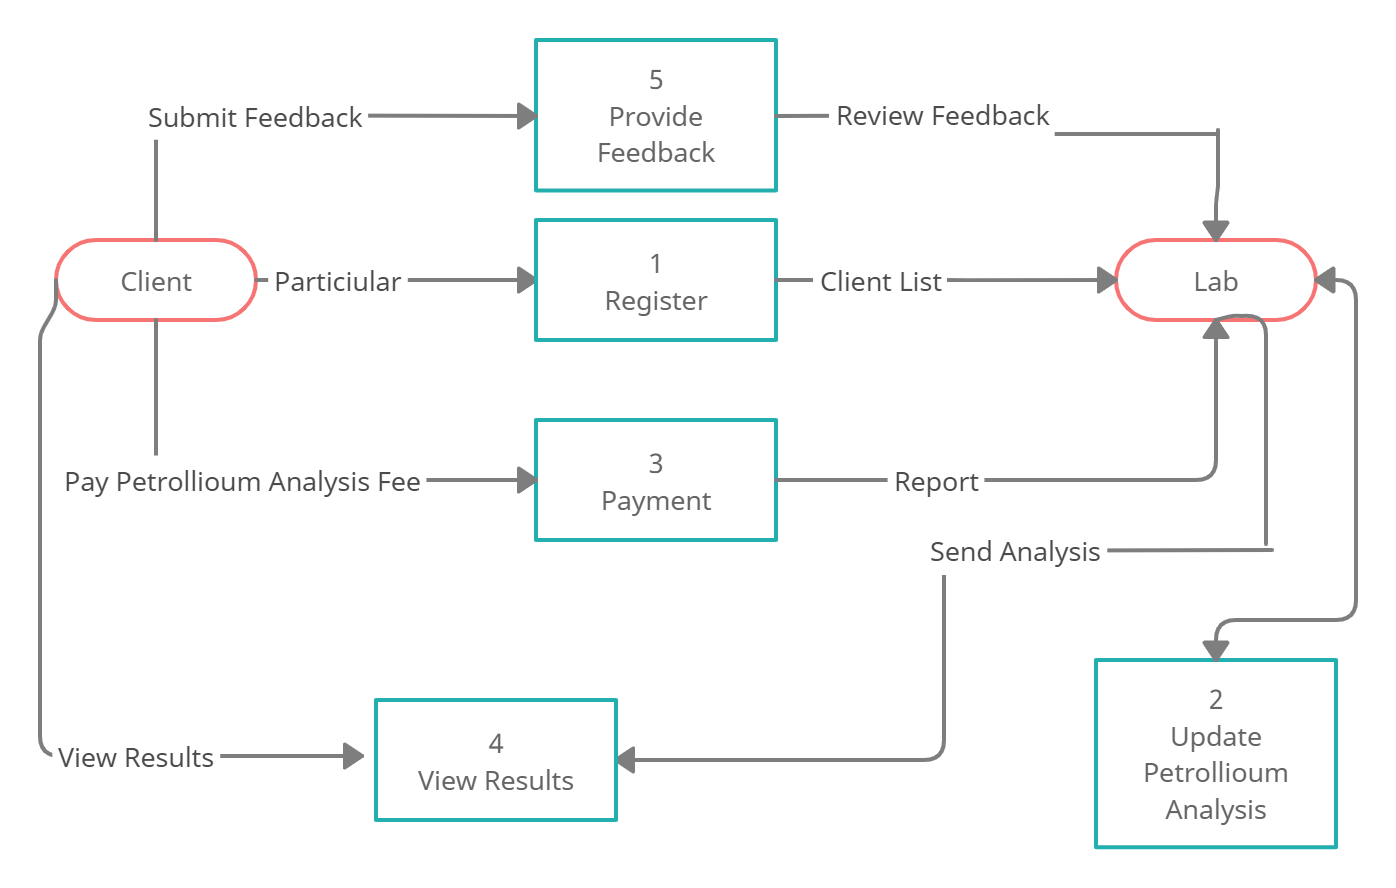 5
Provide
Feedback
Submit Feedback
Review Feedback
1
Register
Client
Particiular
Client List
Lab
3
Payment
Pay Petrollioum Analysis Fee
Report
Send Analysis
2
Update
Petrollioum
Analysis
4
View Results
View Results